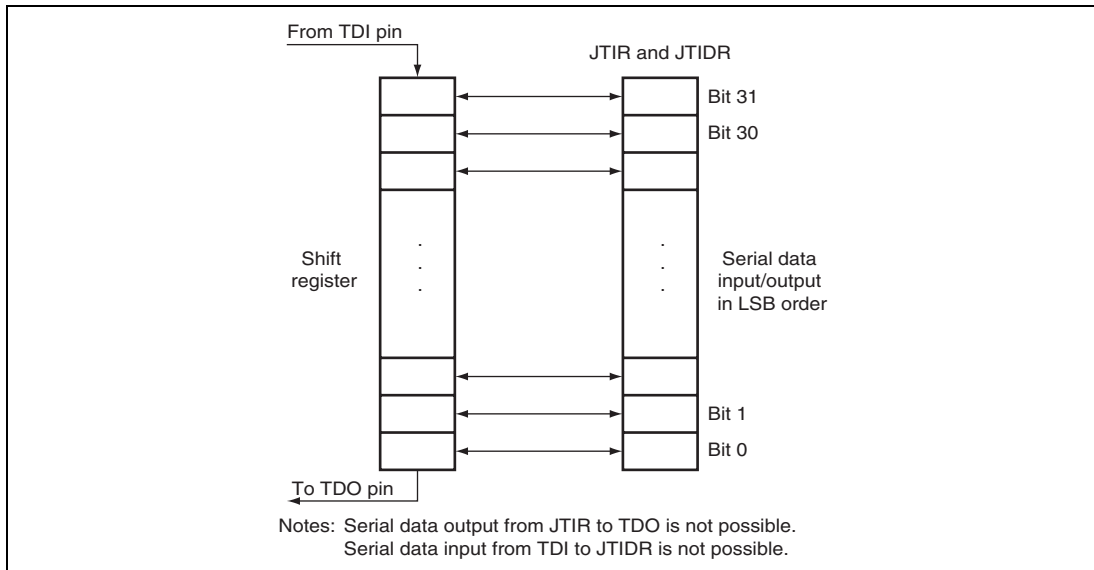 From TDI pin
JTIR and JTIDR
Bit 31
Bit 30
Shift
register
Serial data
input/output
in LSB order
Bit 1
Bit 0
To TDO pin
Notes: Serial data output from JTIR to TDO is not possible.
Serial data input from TDI to JTIDR is not possible.